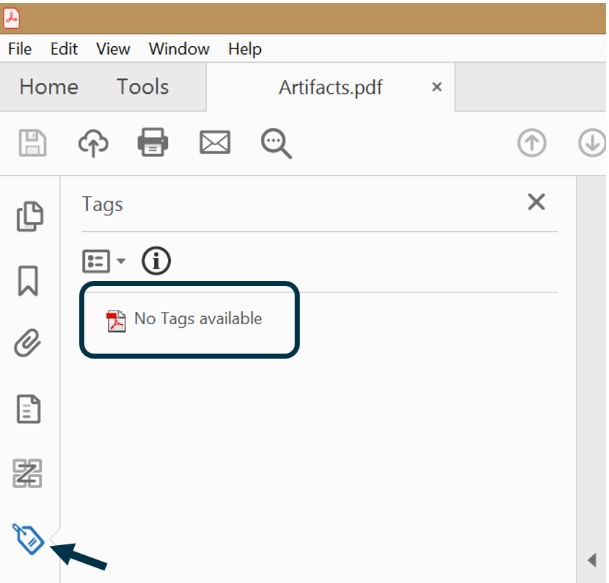 File Edit View Window Help
Home Tools Artifacts.pdf ×
Tags
No Tags available